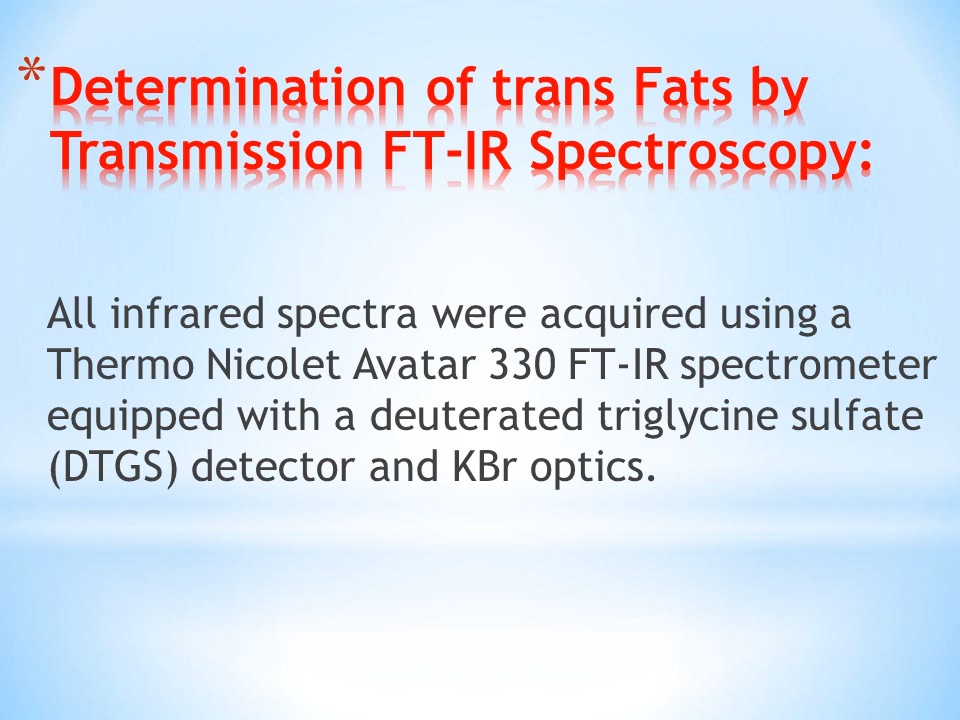 * Determination of trans Fats by
Transmission FT-IR Spectroscopy:
All infrared spectra were acquired using a
Thermo Nicolet Avatar 330 FT-IR spectrometer
equipped with a deuterated triglycine sulfate
(DTGS) detector and KBr optics.